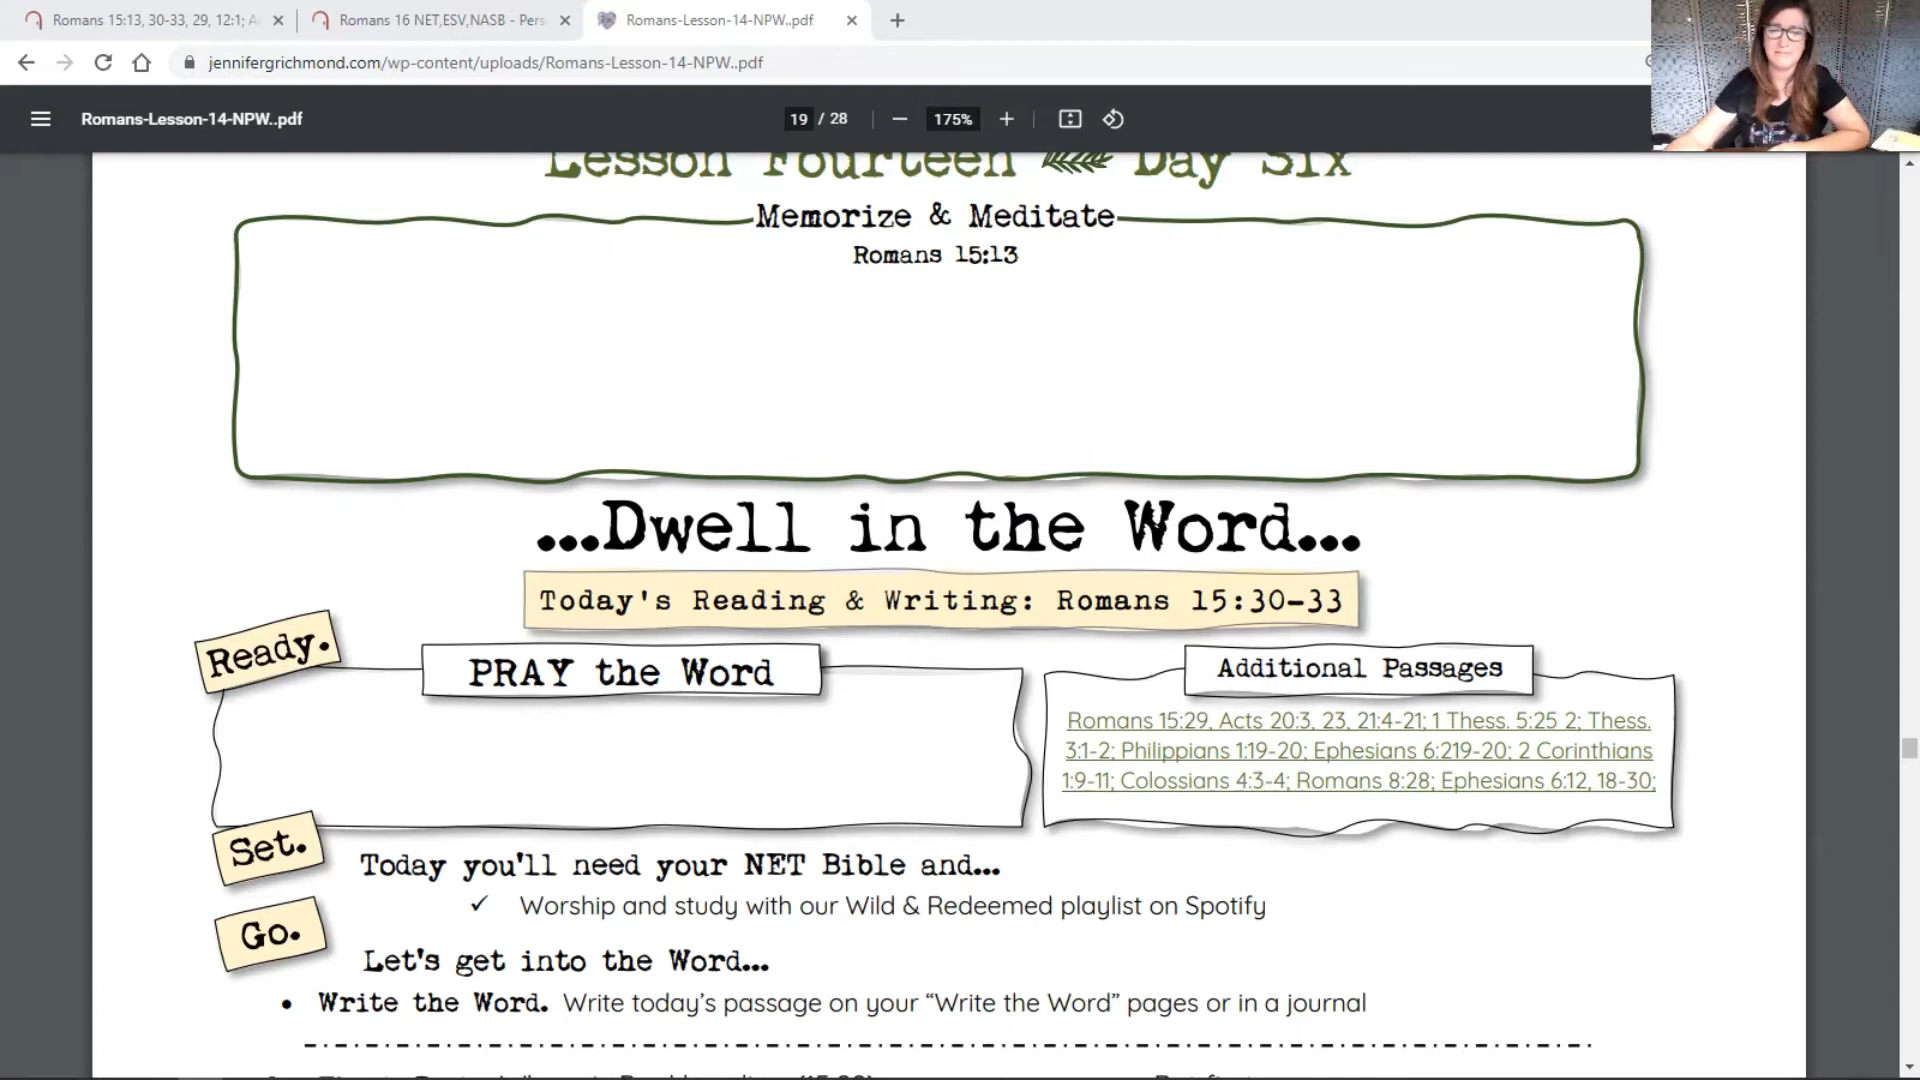 Romans 15:13, 30-33, 29, 12:1; A
Romans 16 NET,ESV,NASB - Pers
Romans-Lesson-14-NPW..pdf
jennifergrichmond.com/wp-content/uploads/Romans-Lesson-14-NPW..pdf
Romans-Lesson-14-NPW..pdf
19 / 28
175%
Lesson Fourteen Day Six
Memorize & Meditate
Romans 15:13
...Dwell in the Word...
Today's Reading & Writing: Romans 15:30-33
Ready.
PRAY the Word
Additional Passages
Romans 15:29, Acts 20:3, 23, 21:4-21; 1 Thess. 5:25 2; Thess.
3:1-2; Philippians 1:19-20; Ephesians 6:219-20; 2 Corinthians
1:9-11; Colossians 4:3-4; Romans 8:28; Ephesians 6:12, 18-30;
Set.
Today you'll need your NET Bible and...
✓ Worship and study with our Wild & Redeemed playlist on Spotify
Go.
Let's get into the Word...
• Write the Word. Write today's passage on your “Write the Word” pages or in a journal